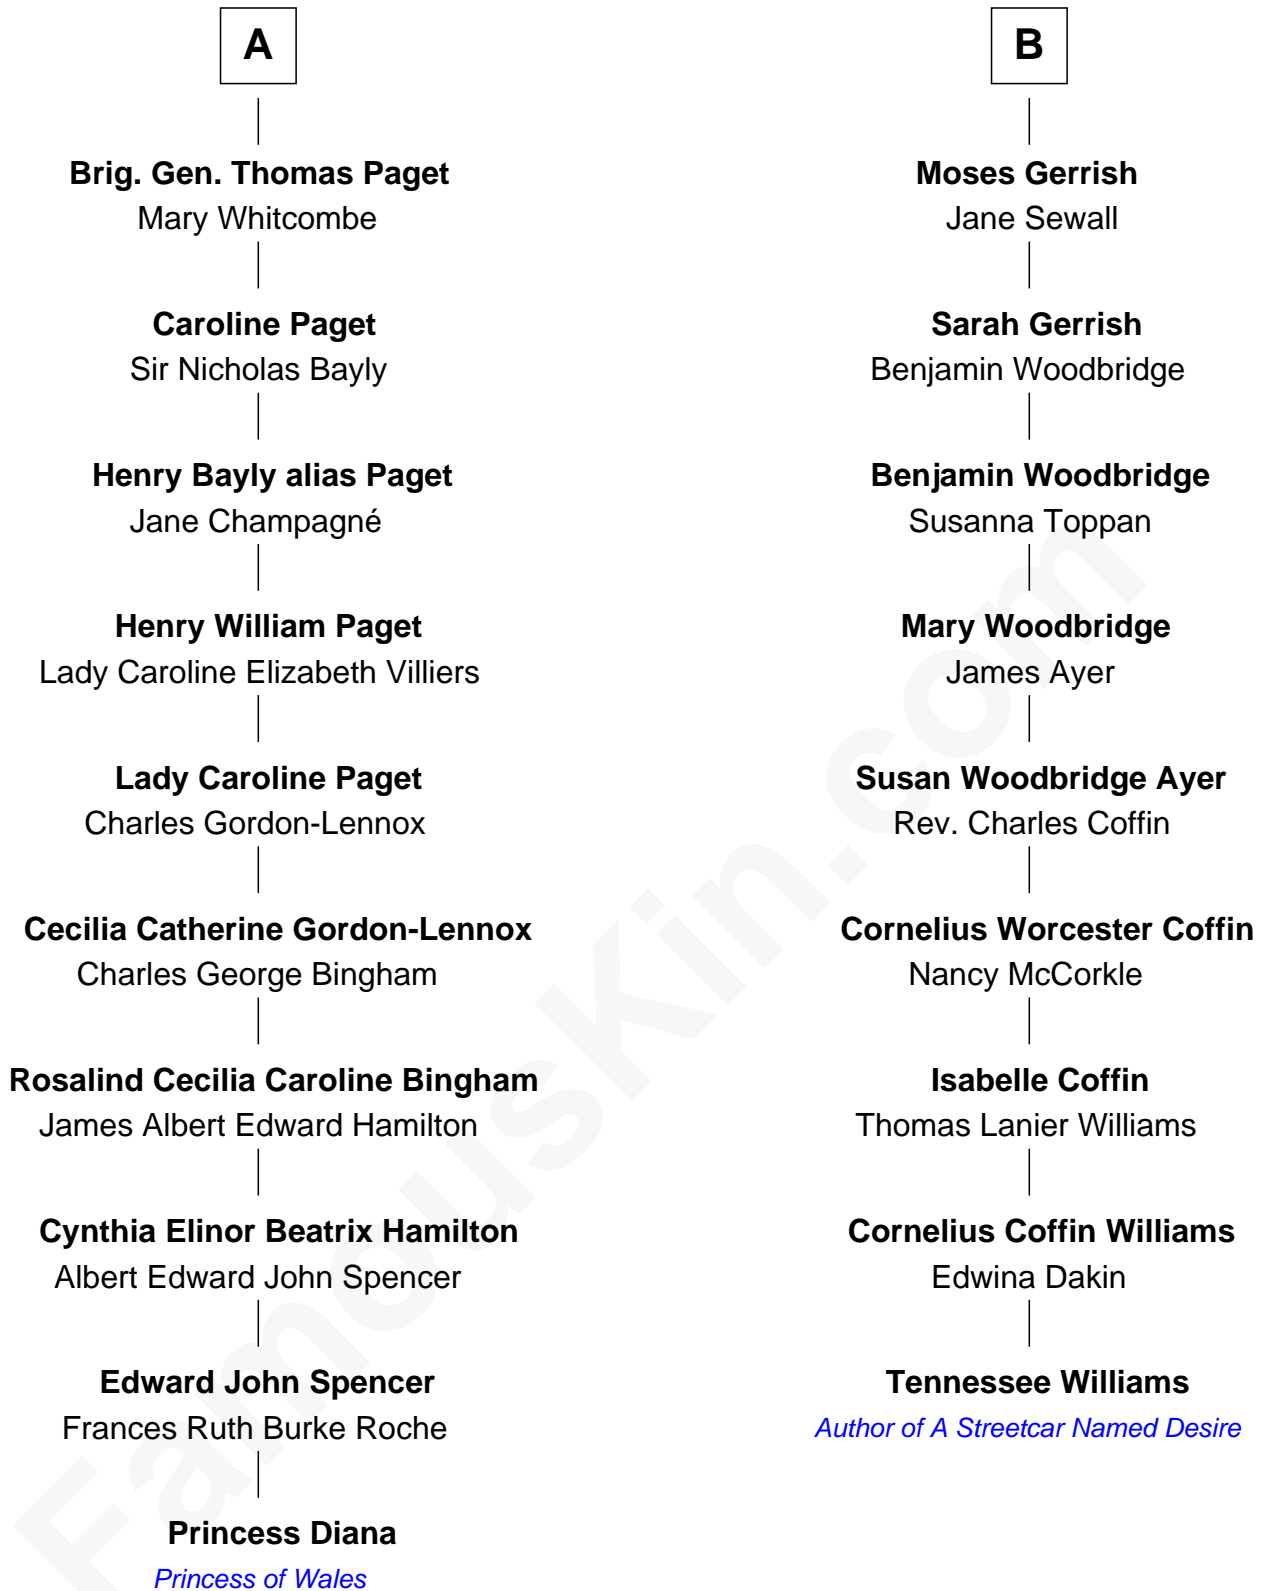 A
Brig. Gen. Thomas Paget
Mary Whitcombe
Caroline Paget
Sir Nicholas Bayly
Henry Bayly alias Paget
Jane Champagné
Henry William Paget
Lady Caroline Elizabeth Villiers
Lady Caroline Paget
Charles Gordon-Lennox
Cecilia Catherine Gordon-Lennox
Charles George Bingham
Rosalind Cecilia Caroline Bingham
James Albert Edward Hamilton
Cynthia Elinor Beatrix Hamilton
Albert Edward John Spencer
Edward John Spencer
Frances Ruth Burke Roche
Princess Diana
Princess of Wales
B
Moses Gerrish
Jane Sewall
Sarah Gerrish
Benjamin Woodbridge
Benjamin Woodbridge
Susanna Toppan
Mary Woodbridge
James Ayer
Susan Woodbridge Ayer
Rev. Charles Coffin
Cornelius Worcester Coffin
Nancy McCorkle
Isabelle Coffin
Thomas Lanier Williams
Cornelius Coffin Williams
Edwina Dakin
Tennessee Williams
Author of A Streetcar Named Desire
FamousKin.com